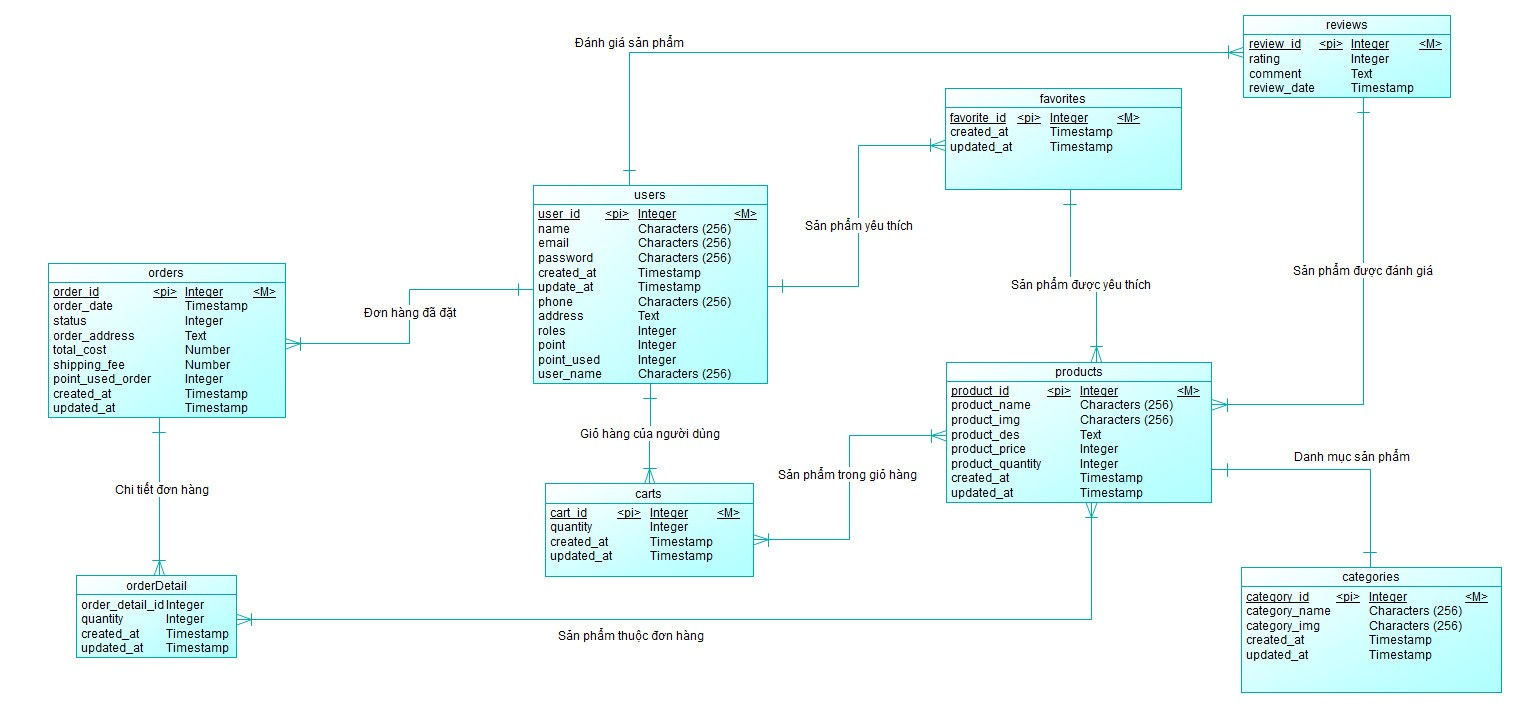 Đánh giá sản phẩm
reviews
review_id <pi> Integer <M>
rating Integer
comment Text
review_date Timestamp
favorites
favorite_id <pi> Integer <M>
created_at Timestamp
updated_at Timestamp
users
user_id <pi> Integer <M>
name Characters (256)
email Characters (256)
password Characters (256)
created_at Timestamp
update_at Timestamp
phone Characters (256)
address Text
roles Integer
point Integer
point_used Integer
user_name Characters (256)
Sản phẩm yêu thích
Sản phẩm được đánh giá
Sản phẩm được yêu thích
orders
order_id <pi> Integer <M>
order_date Timestamp
status Integer
order_address Text
total_cost Number
shipping_fee Number
point_used_order Integer
created_at Timestamp
updated_at Timestamp
Đơn hàng đã đặt
products
product_id <pi> Integer <M>
product_name Characters (256)
product_img Characters (256)
product_des Text
product_price Integer
product_quantity Integer
created_at Timestamp
updated_at Timestamp
Giỏ hàng của người dùng
Danh mục sản phẩm
Sản phẩm trong giỏ hàng
Chi tiết đơn hàng
carts
cart_id <pi> Integer <M>
quantity Integer
created_at Timestamp
updated_at Timestamp
orderDetail
order_detail_id Integer
quantity Integer
created_at Timestamp
updated_at Timestamp
Sản phẩm thuộc đơn hàng
categories
category_id <pi> Integer <M>
category_name Characters (256)
category_img Characters (256)
created_at Timestamp
updated_at Timestamp